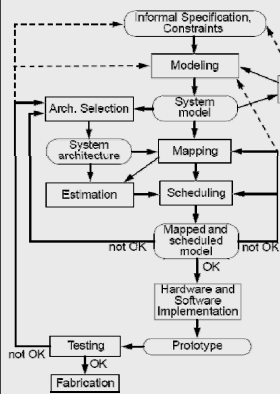 Informal Specification,
Constraints
Modeling
Arch. Selection
System
model
System
architecture
Mapping
Estimation
Scheduling
Mapped and
scheduled
model
not OK
not OK
OK
Hardware and
Software
Implementation
Testing
Prototype
not OK
OK
Fabrication